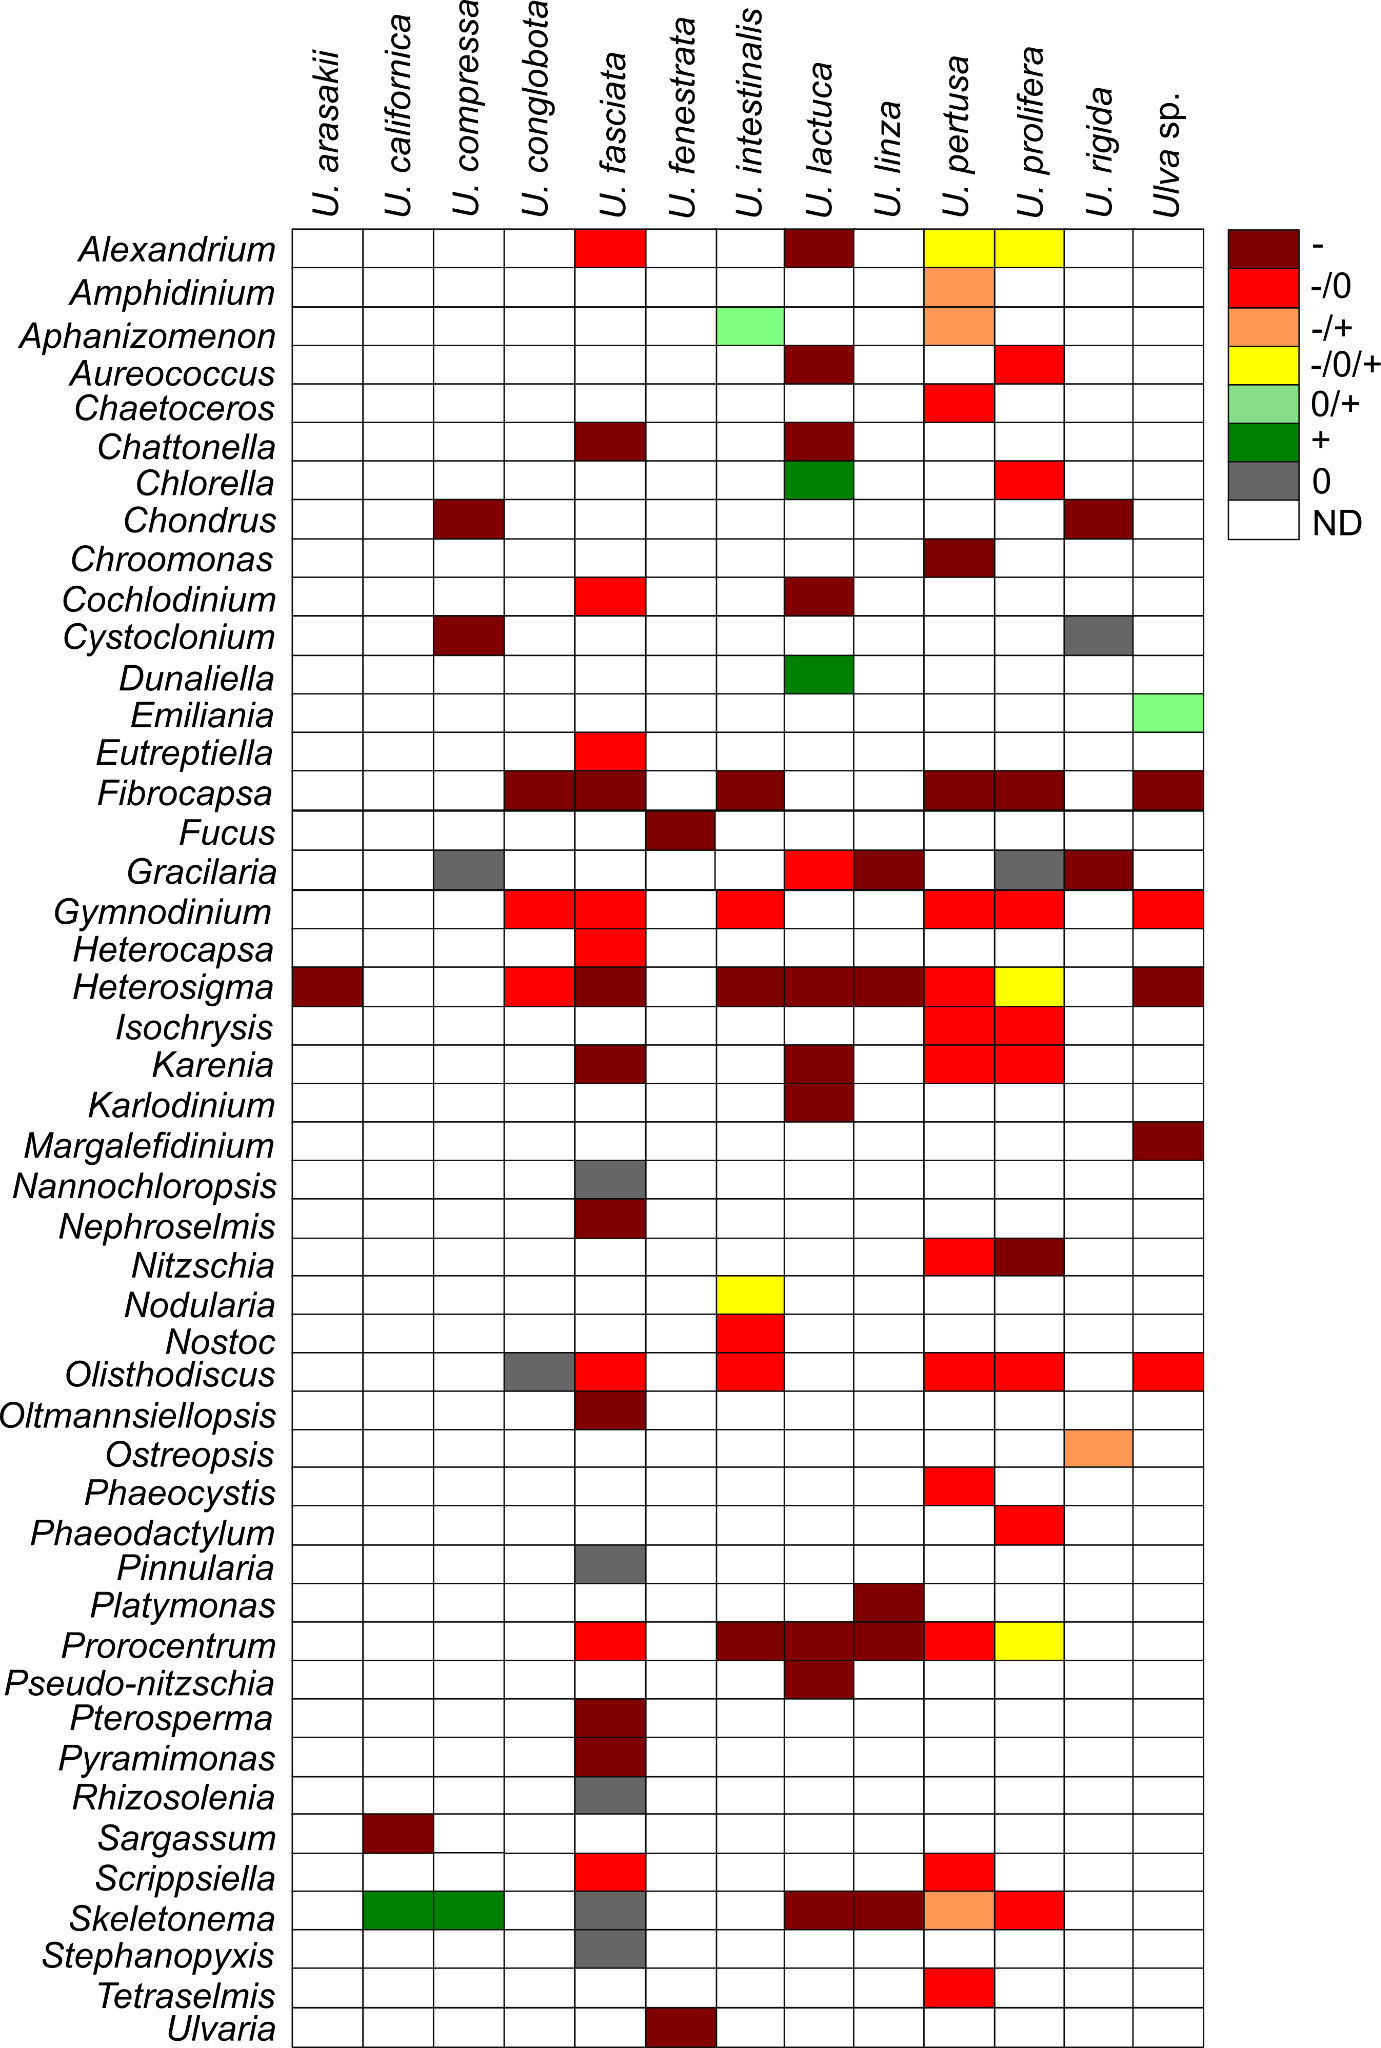 U. arasakii
U. californica
U. compressa
U. conglobota
U. fasciata
U. fenestrata
U. intestinalis
U. lactuca
U. linza
U. pertusa
U. prolifera
U. rigida
Ulva sp.
Alexandrium
Amphidinium
Aphanizomenon
Aureococcus
Chaetoceros
Chattonella
Chlorella
Chondrus
Chroomonas
Cochlodinium
Cystoclonium
Dunaliella
Emiliania
Eutreptiella
Fibrocapsa
Fucus
Gracilaria
Gymnodinium
Heterocapsa
Heterosigma
Isochrysis
Karenia
Karlodinium
Margalefidinium
Nannochloropsis
Nephroselmis
Nitzschia
Nodularia
Nostoc
Olisthodiscus
Oltmannsiellopsis
Ostreopsis
Phaeocystis
Phaeodactylum
Pinnularia
Platymonas
Prorocentrum
Pseudo-nitzschia
Pterosperma
Pyramimonas
Rhizosolenia
Sargassum
Scrippsiella
Skeletonema
Stephanopyxis
Tetraselmis
Ulvaria
-
-/0
-/+
-/0/+
0/+
+
0
ND